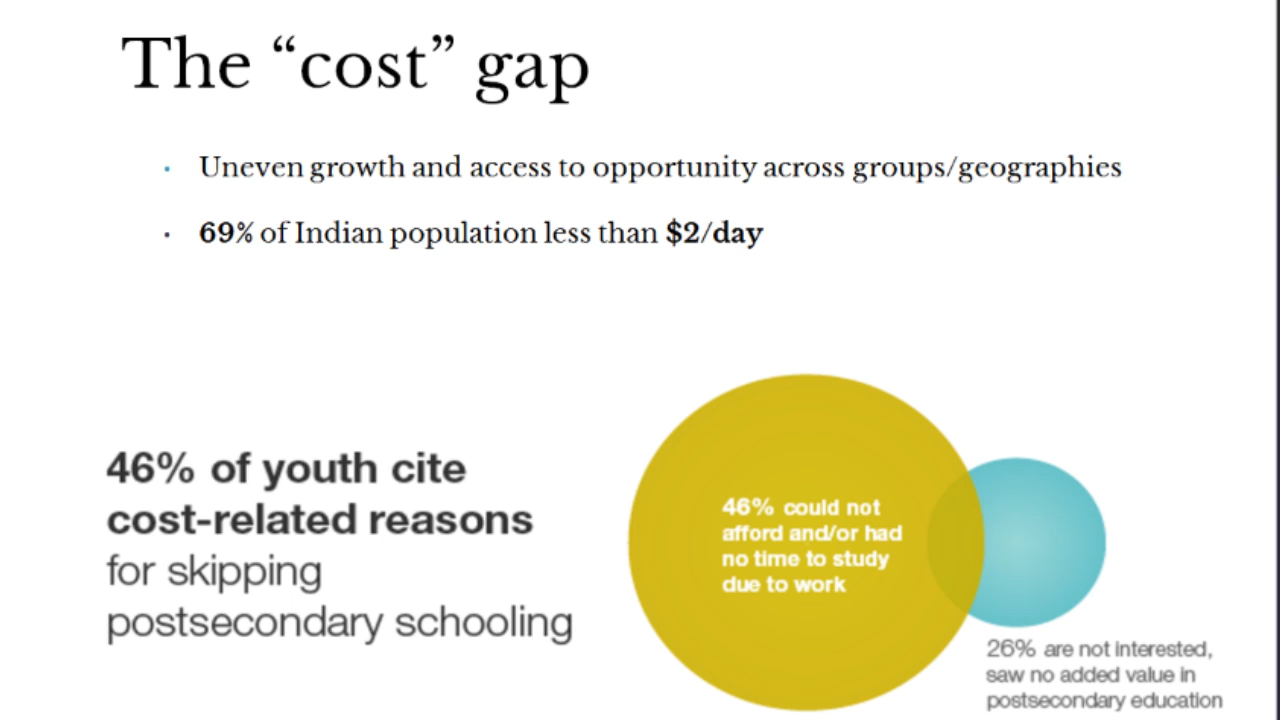 The “cost” gap
• Uneven growth and access to opportunity across groups/geographies
• 69% of Indian population less than $2/day
46% of youth cite
cost-related reasons
for skipping
postsecondary schooling
46% could not
afford and/or had
no time to study
due to work
26% are not interested,
saw no added value in
postsecondary education